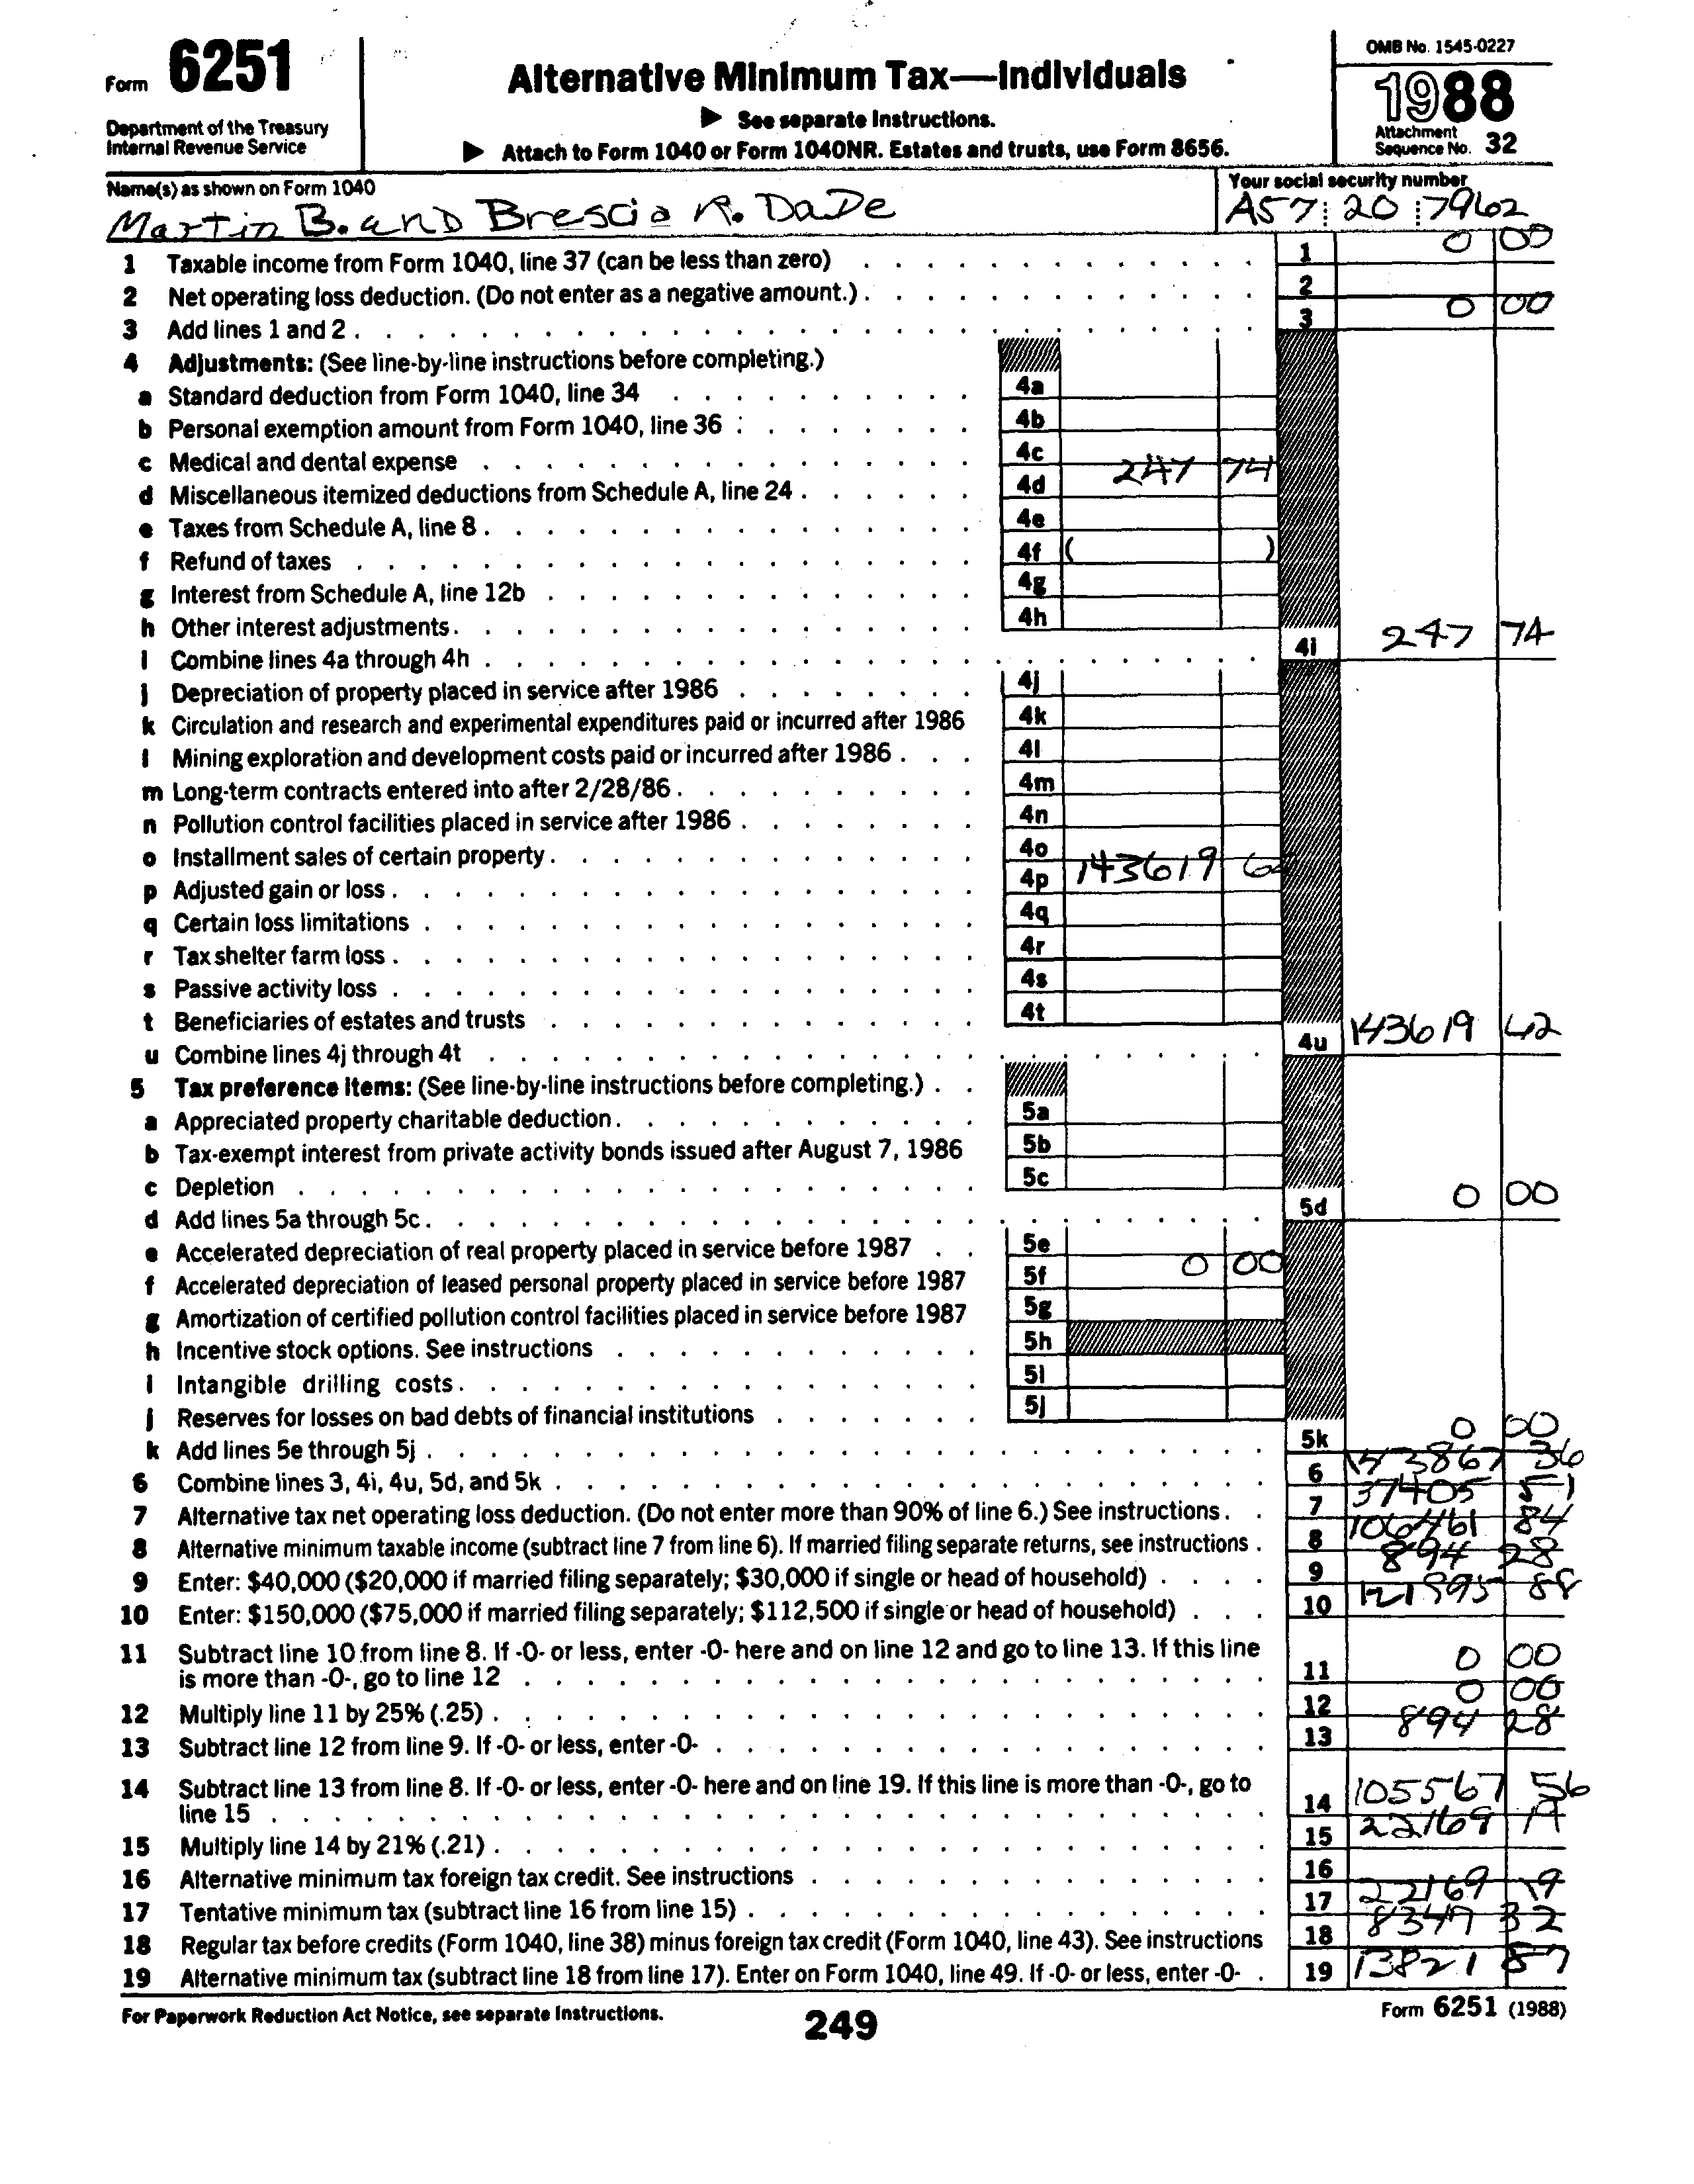 Form 6251
Department of the Treasury
Internal Revenue Service
Alternative Minimum Tax—Individuals
▶ See separate Instructions.
▶ Attach to Form 1040 or Form 1040NR. Estates and trusts, use Form 8656.
OMB No. 1545-0227
1988
Attachment
Sequence No. 32
Name(s) as shown on Form 1040
Martin B. and Brescia R. DaDe
Your social security number
A57 20 7962
1 Taxable income from Form 1040, line 37 (can be less than zero) 1 0 00
2 Net operating loss deduction. (Do not enter as a negative amount.) 2
3 Add lines 1 and 2 3 0 00
4 Adjustments: (See line-by-line instructions before completing.)
a Standard deduction from Form 1040, line 34 4a
b Personal exemption amount from Form 1040, line 36 4b
c Medical and dental expense 4c
d Miscellaneous itemized deductions from Schedule A, line 24 4d 247 74
e Taxes from Schedule A, line 8 4e
f Refund of taxes 4f ( )
g Interest from Schedule A, line 12b 4g
h Other interest adjustments 4h
i Combine lines 4a through 4h 4i 247 74
j Depreciation of property placed in service after 1986 4j
k Circulation and research and experimental expenditures paid or incurred after 1986 4k
l Mining exploration and development costs paid or incurred after 1986 4l
m Long-term contracts entered into after 2/28/86 4m
n Pollution control facilities placed in service after 1986 4n
o Installment sales of certain property 4o
p Adjusted gain or loss 4p 143619
q Certain loss limitations 4q
r Tax shelter farm loss 4r
s Passive activity loss 4s
t Beneficiaries of estates and trusts 4t
u Combine lines 4j through 4t 4u 143619 62
5 Tax preference items: (See line-by-line instructions before completing.)
a Appreciated property charitable deduction 5a
b Tax-exempt interest from private activity bonds issued after August 7, 1986 5b
c Depletion 5c
d Add lines 5a through 5c 5d 0 00
e Accelerated depreciation of real property placed in service before 1987 5e
f Accelerated depreciation of leased personal property placed in service before 1987 5f 0 00
g Amortization of certified pollution control facilities placed in service before 1987 5g
h Incentive stock options. See instructions 5h
i Intangible drilling costs 5i
j Reserves for losses on bad debts of financial institutions 5j
k Add lines 5e through 5j 5k 0 00
6 Combine lines 3, 4i, 4u, 5d, and 5k 6 143867 36
7 Alternative tax net operating loss deduction. (Do not enter more than 90% of line 6.) See instructions 7 37405 51
8 Alternative minimum taxable income (subtract line 7 from line 6). If married filing separate returns, see instructions 8 106461 84
9 Enter: $40,000 ($20,000 if married filing separately; $30,000 if single or head of household) 9 894 28
10 Enter: $150,000 ($75,000 if married filing separately; $112,500 if single or head of household) 10 88
11 Subtract line 10 from line 8. If -0- or less, enter -0- here and on line 12 and go to line 13. If this line
is more than -0-, go to line 12 11 0 00
12 Multiply line 11 by 25% (.25) 12 0 00
13 Subtract line 12 from line 9. If -0- or less, enter -0- 13 894 28
14 Subtract line 13 from line 8. If -0- or less, enter -0- here and on line 19. If this line is more than -0-, go to
line 15 14 105567 56
15 Multiply line 14 by 21% (.21) 15 22169 19
16 Alternative minimum tax foreign tax credit. See instructions 16
17 Tentative minimum tax (subtract line 16 from line 15) 17 22169 19
18 Regular tax before credits (Form 1040, line 38) minus foreign tax credit (Form 1040, line 43). See instructions 18 8347 32
19 Alternative minimum tax (subtract line 18 from line 17). Enter on Form 1040, line 49. If -0- or less, enter -0- 19 13821 87
For Paperwork Reduction Act Notice, see separate Instructions.
249
Form 6251 (1988)